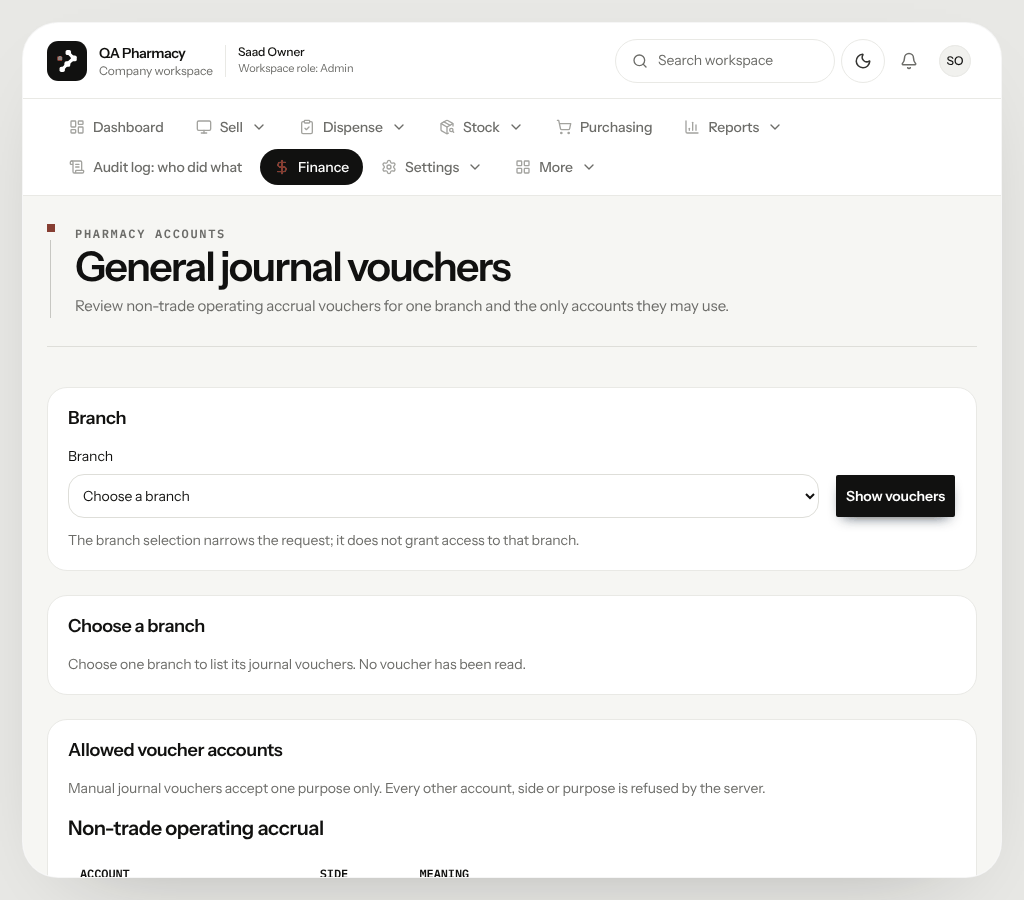 QA Pharmacy
Company workspace
Saad Owner
Workspace role: Admin
Search workspace
SO
Dashboard
Sell
Dispense
Stock
Purchasing
Reports
Audit log: who did what
Finance
Settings
More
PHARMACY ACCOUNTS
General journal vouchers
Review non-trade operating accrual vouchers for one branch and the only accounts they may use.
Branch
Branch
Choose a branch
Show vouchers
The branch selection narrows the request; it does not grant access to that branch.
Choose a branch
Choose one branch to list its journal vouchers. No voucher has been read.
Allowed voucher accounts
Manual journal vouchers accept one purpose only. Every other account, side or purpose is refused by the server.
Non-trade operating accrual
ACCOUNT SIDE MEANING